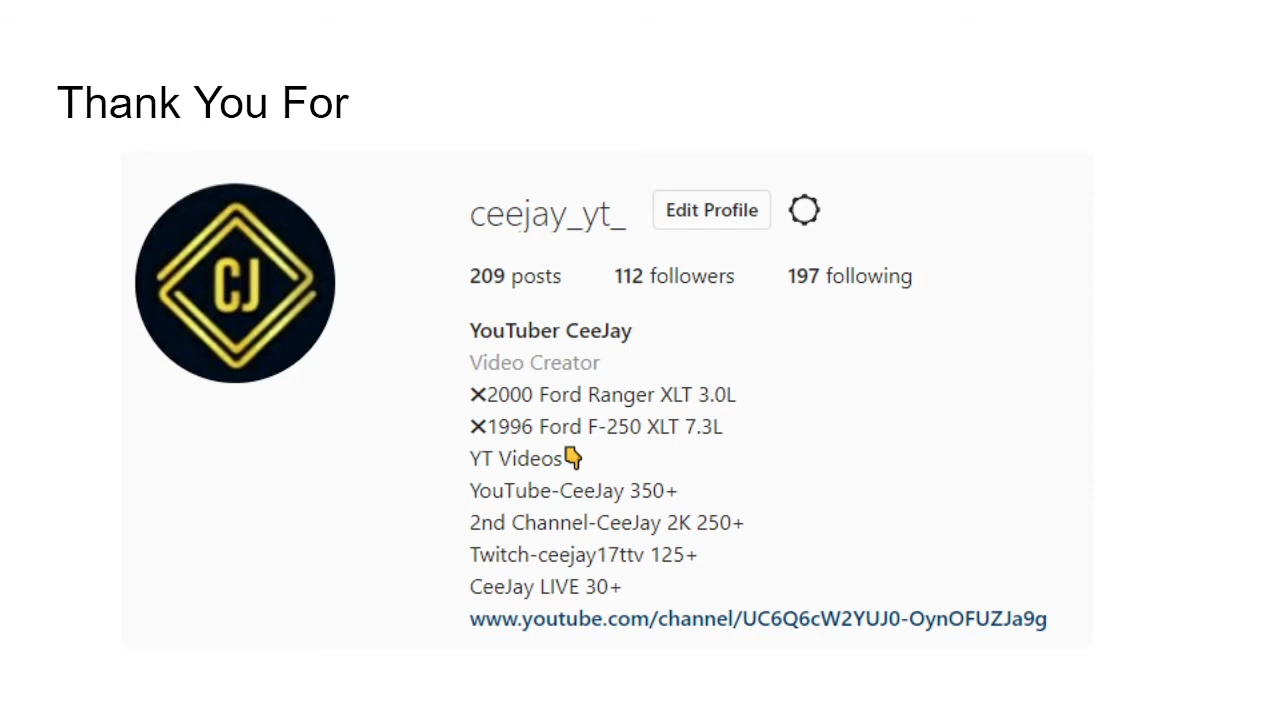 Thank You For
CJ
ceejay_yt_ Edit Profile
209 posts 112 followers 197 following
YouTuber CeeJay
Video Creator
❌2000 Ford Ranger XLT 3.0L
❌1996 Ford F-250 XLT 7.3L
YT Videos👇
YouTube-CeeJay 350+
2nd Channel-CeeJay 2K 250+
Twitch-ceejay17ttv 125+
CeeJay LIVE 30+
www.youtube.com/channel/UC6Q6cW2YUJ0-OynOFUZJa9g